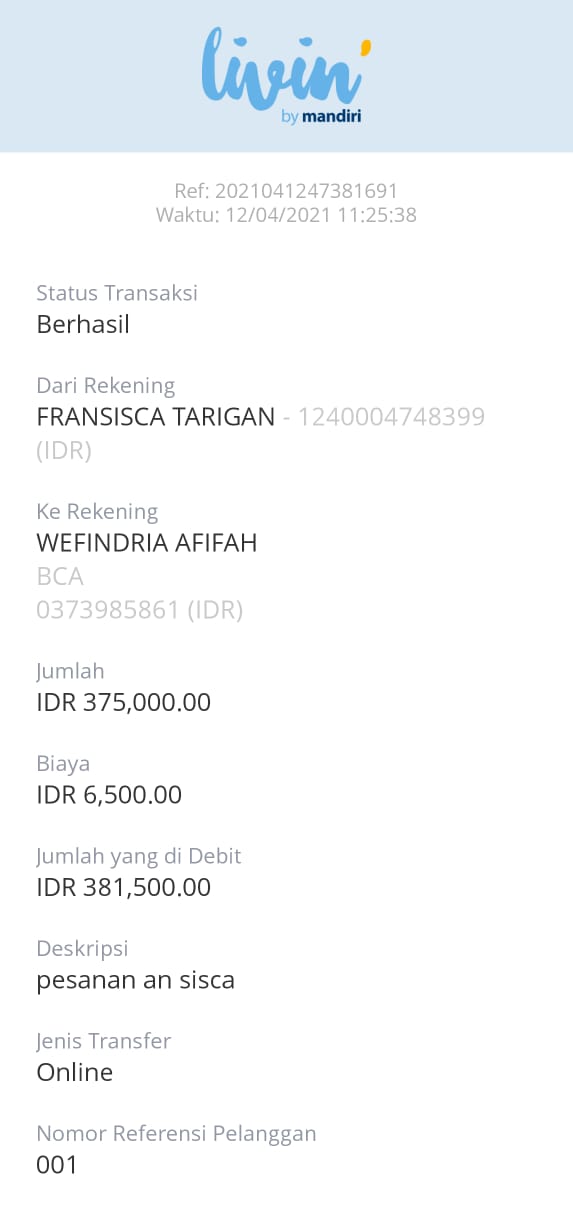 livin'
by mandiri
Ref: 2021041247381691
Waktu: 12/04/2021 11:25:38
Status Transaksi
Berhasil
Dari Rekening
FRANSISCA TARIGAN - 1240004748399
(IDR)
Ke Rekening
WEFINDRIA AFIFAH
BCA
0373985861 (IDR)
Jumlah
IDR 375,000.00
Biaya
IDR 6,500.00
Jumlah yang di Debit
IDR 381,500.00
Deskripsi
pesanan an sisca
Jenis Transfer
Online
Nomor Referensi Pelanggan
001